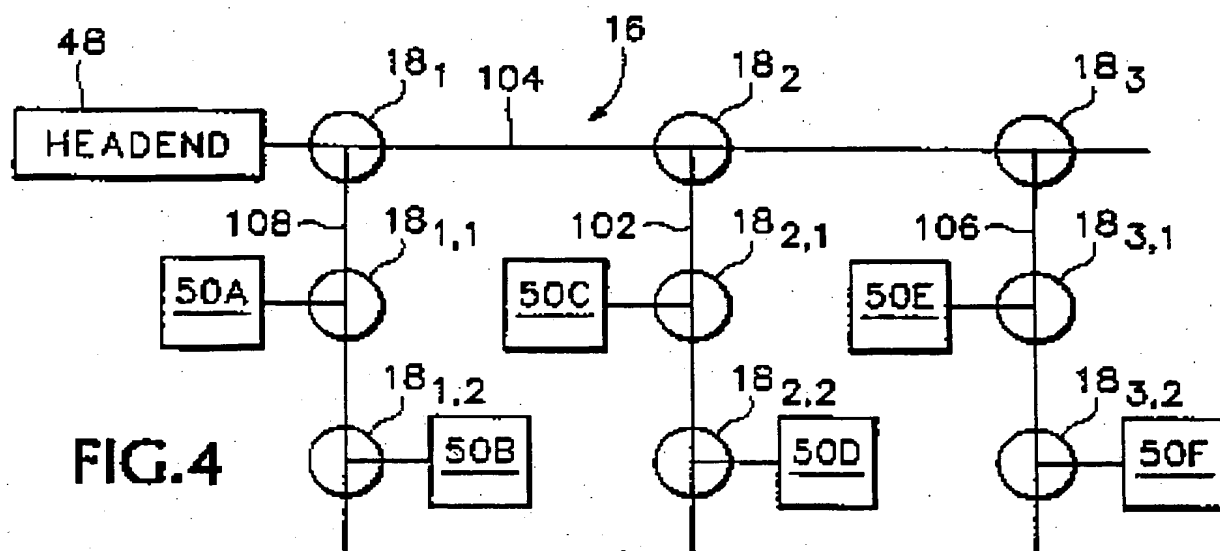 48
18₁
104
16
18₂
18₃
HEADEND
108
18₁,₁
102
18₂,₁
106
18₃,₁
50A
50C
50E
18₁,₂
18₂,₂
18₃,₂
FIG.4
50B
50D
50F